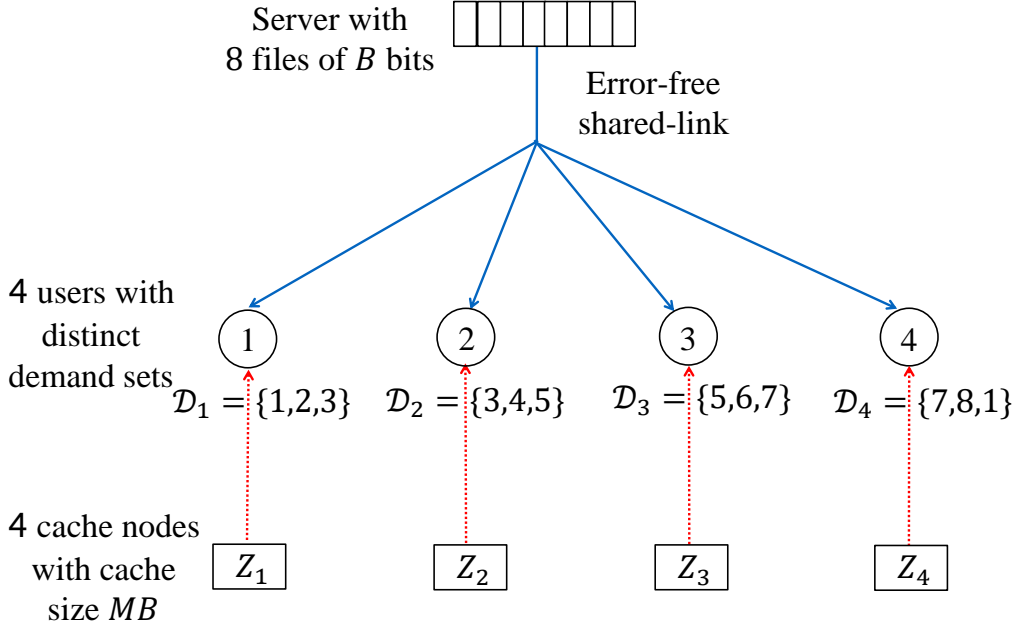 Server with
8 files of B bits
Error-free
shared-link
4 users with
distinct
demand sets
1
2
3
4
𝒟₁ = {1,2,3}
𝒟₂ = {3,4,5}
𝒟₃ = {5,6,7}
𝒟₄ = {7,8,1}
4 cache nodes
with cache
size MB
Z₁
Z₂
Z₃
Z₄